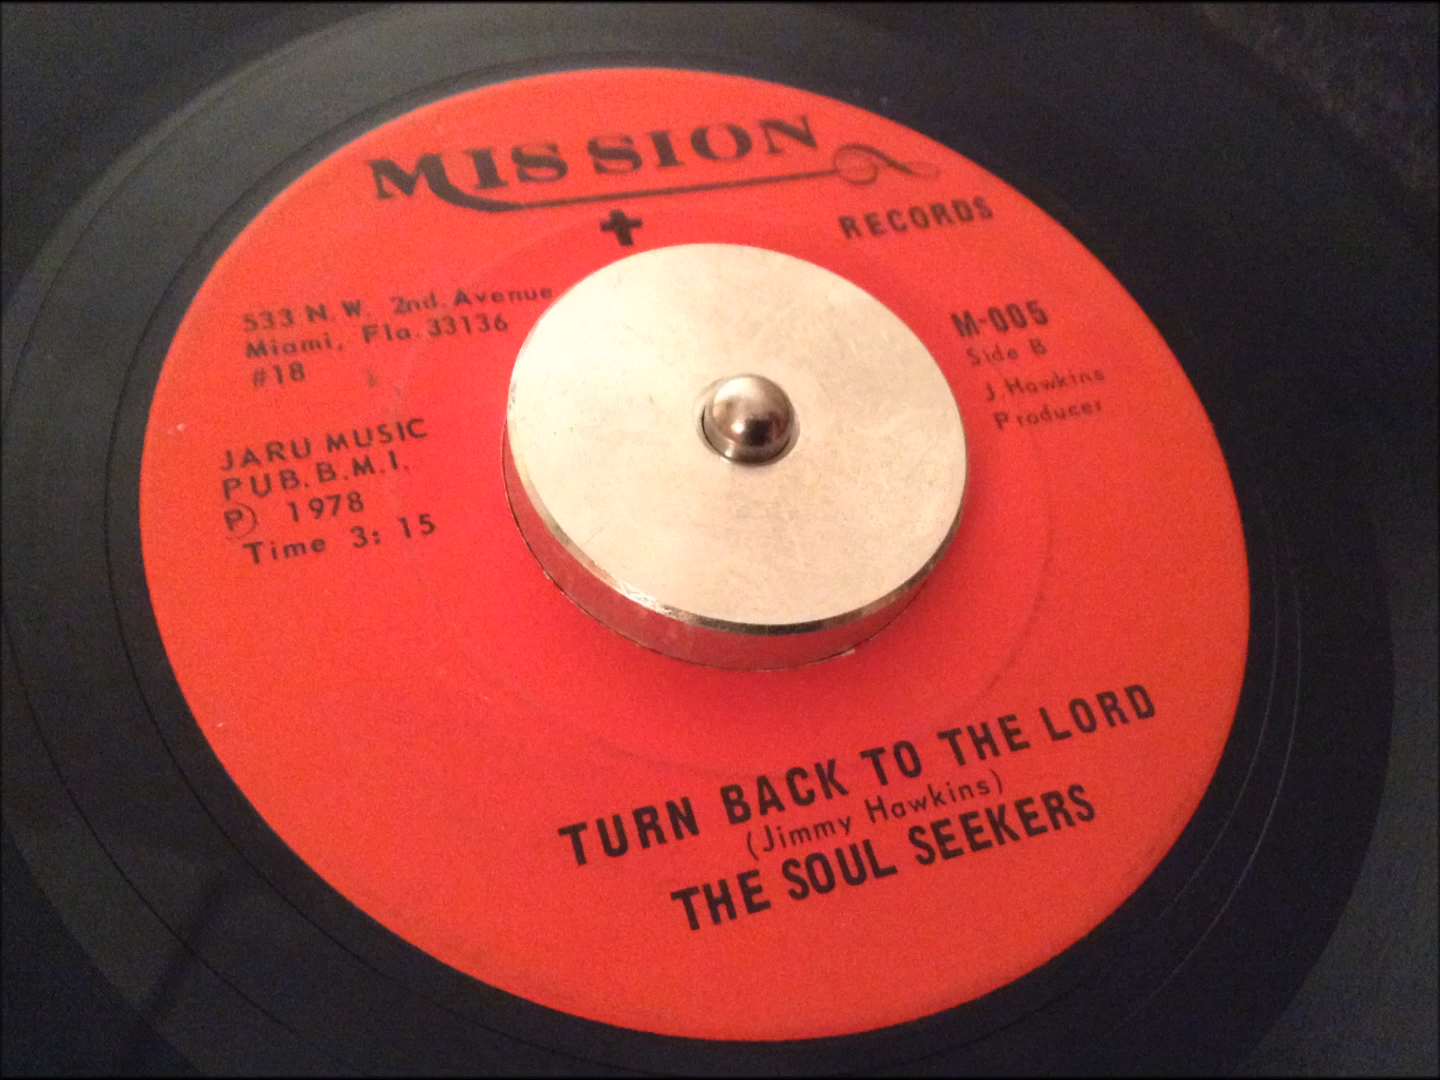 MISSION
RECORDS
533 N.W. 2nd. Avenue
Miami, Fla. 33136
#18
M-005
Side B
J. Hawkins
Producer
JARU MUSIC
PUB. B.M.I.
Ⓟ 1978
Time 3: 15
TURN BACK TO THE LORD
(Jimmy Hawkins)
THE SOUL SEEKERS